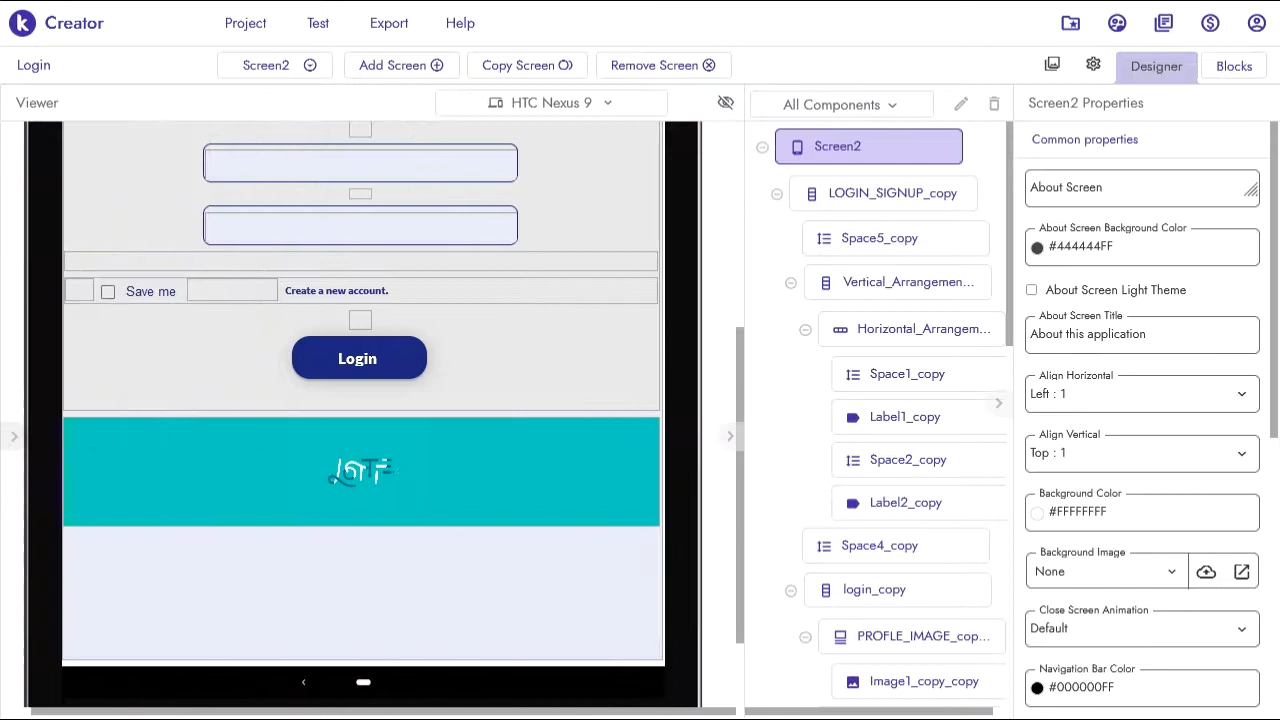 Creator
Project Test Export Help
Login
Screen2
Add Screen
Copy Screen
Remove Screen
Designer
Blocks
Viewer
HTC Nexus 9
All Components
Screen2 Properties
Save me
Create a new account.
Login
Screen2
LOGIN_SIGNUP_copy
Space5_copy
Vertical_Arrangemen...
Horizontal_Arrangem...
Space1_copy
Label1_copy
Space2_copy
Label2_copy
Space4_copy
login_copy
PROFLE_IMAGE_cop...
Image1_copy_copy
Common properties
About Screen
About Screen Background Color
#444444FF
About Screen Light Theme
About Screen Title
About this application
Align Horizontal
Left : 1
Align Vertical
Top : 1
Background Color
#FFFFFFFF
Background Image
None
Close Screen Animation
Default
Navigation Bar Color
#000000FF